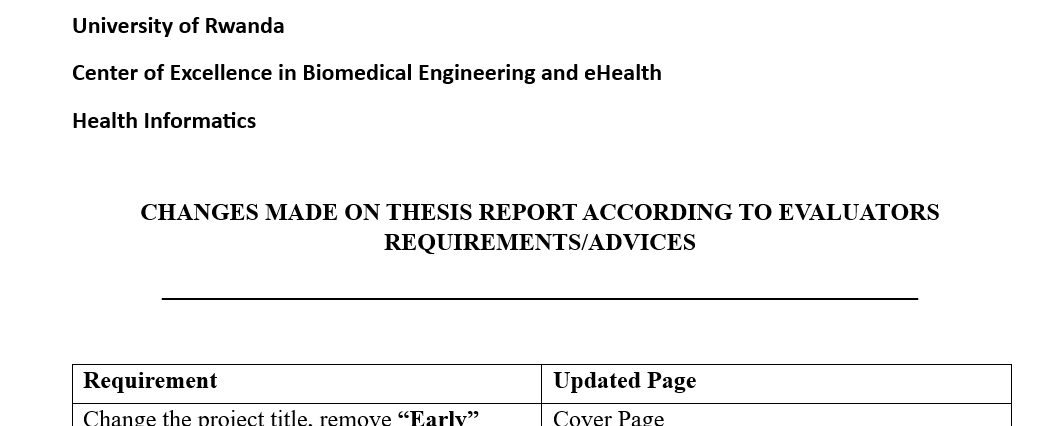 University of Rwanda
Center of Excellence in Biomedical Engineering and eHealth
Health Informatics
CHANGES MADE ON THESIS REPORT ACCORDING TO EVALUATORS
REQUIREMENTS/ADVICES
Requirement Updated Page
Change the project title, remove “Early” Cover Page